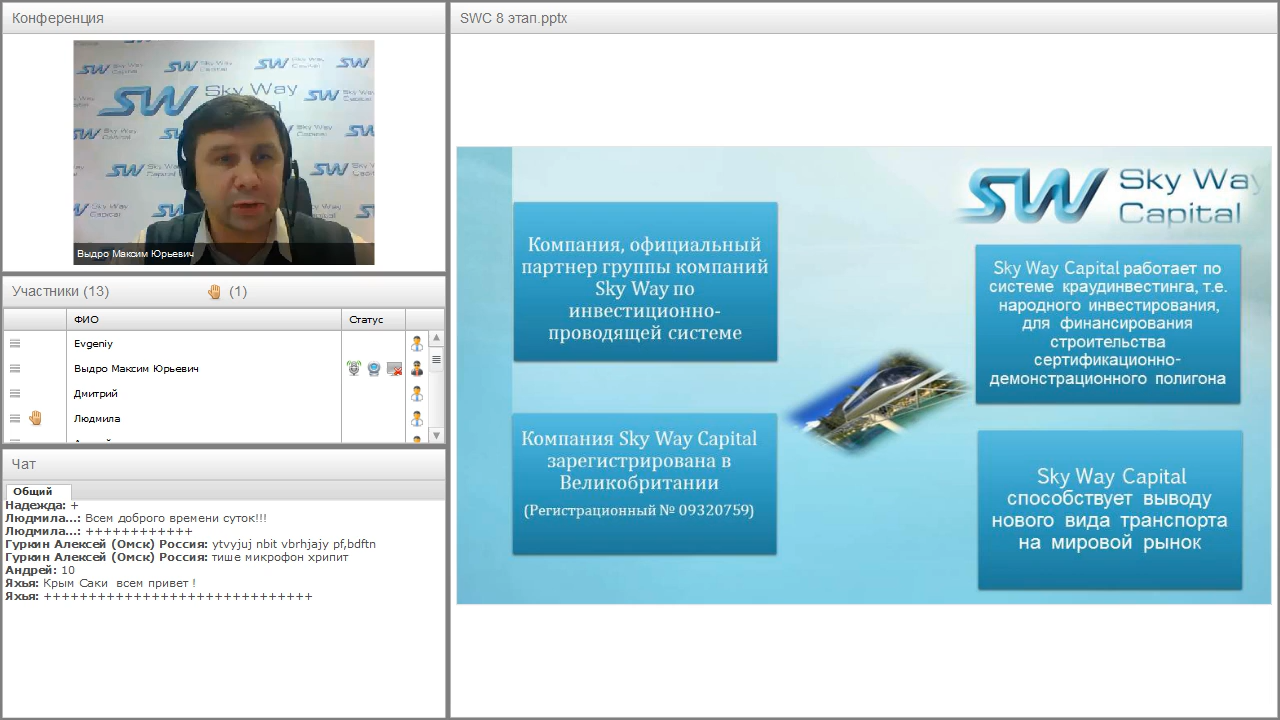 Конференция
SW Sky Way Capital
Выдро Максим Юрьевич
Участники (13)
(1)
ФИО
Статус
Evgeniy
Выдро Максим Юрьевич
Дмитрий
Людмила
Чат
Общий
Надежда: +
Людмила...: Всем доброго времени суток!!!
Людмила...: ++++++++++++
Гуркин Алексей (Омск) Россия: ytvyjuj nbit vbrhjajy pf,bdftn
Гуркин Алексей (Омск) Россия: тише микрофон хрипит
Андрей: 10
Яхья: Крым Саки всем привет !
Яхья: ++++++++++++++++++++++++++++++
SWC 8 этап.pptx
SW Sky Way
Capital
Компания, официальный
партнер группы компаний
Sky Way по
инвестиционно-
проводящей системе
Компания Sky Way Capital
зарегистрирована в
Великобритании
(Регистрационный № 09320759)
Sky Way Capital работает по
системе краудинвестинга, т.е.
народного инвестирования,
для финансирования
строительства
сертификационно-
демонстрационного полигона
Sky Way Capital
способствует выводу
нового вида транспорта
на мировой рынок